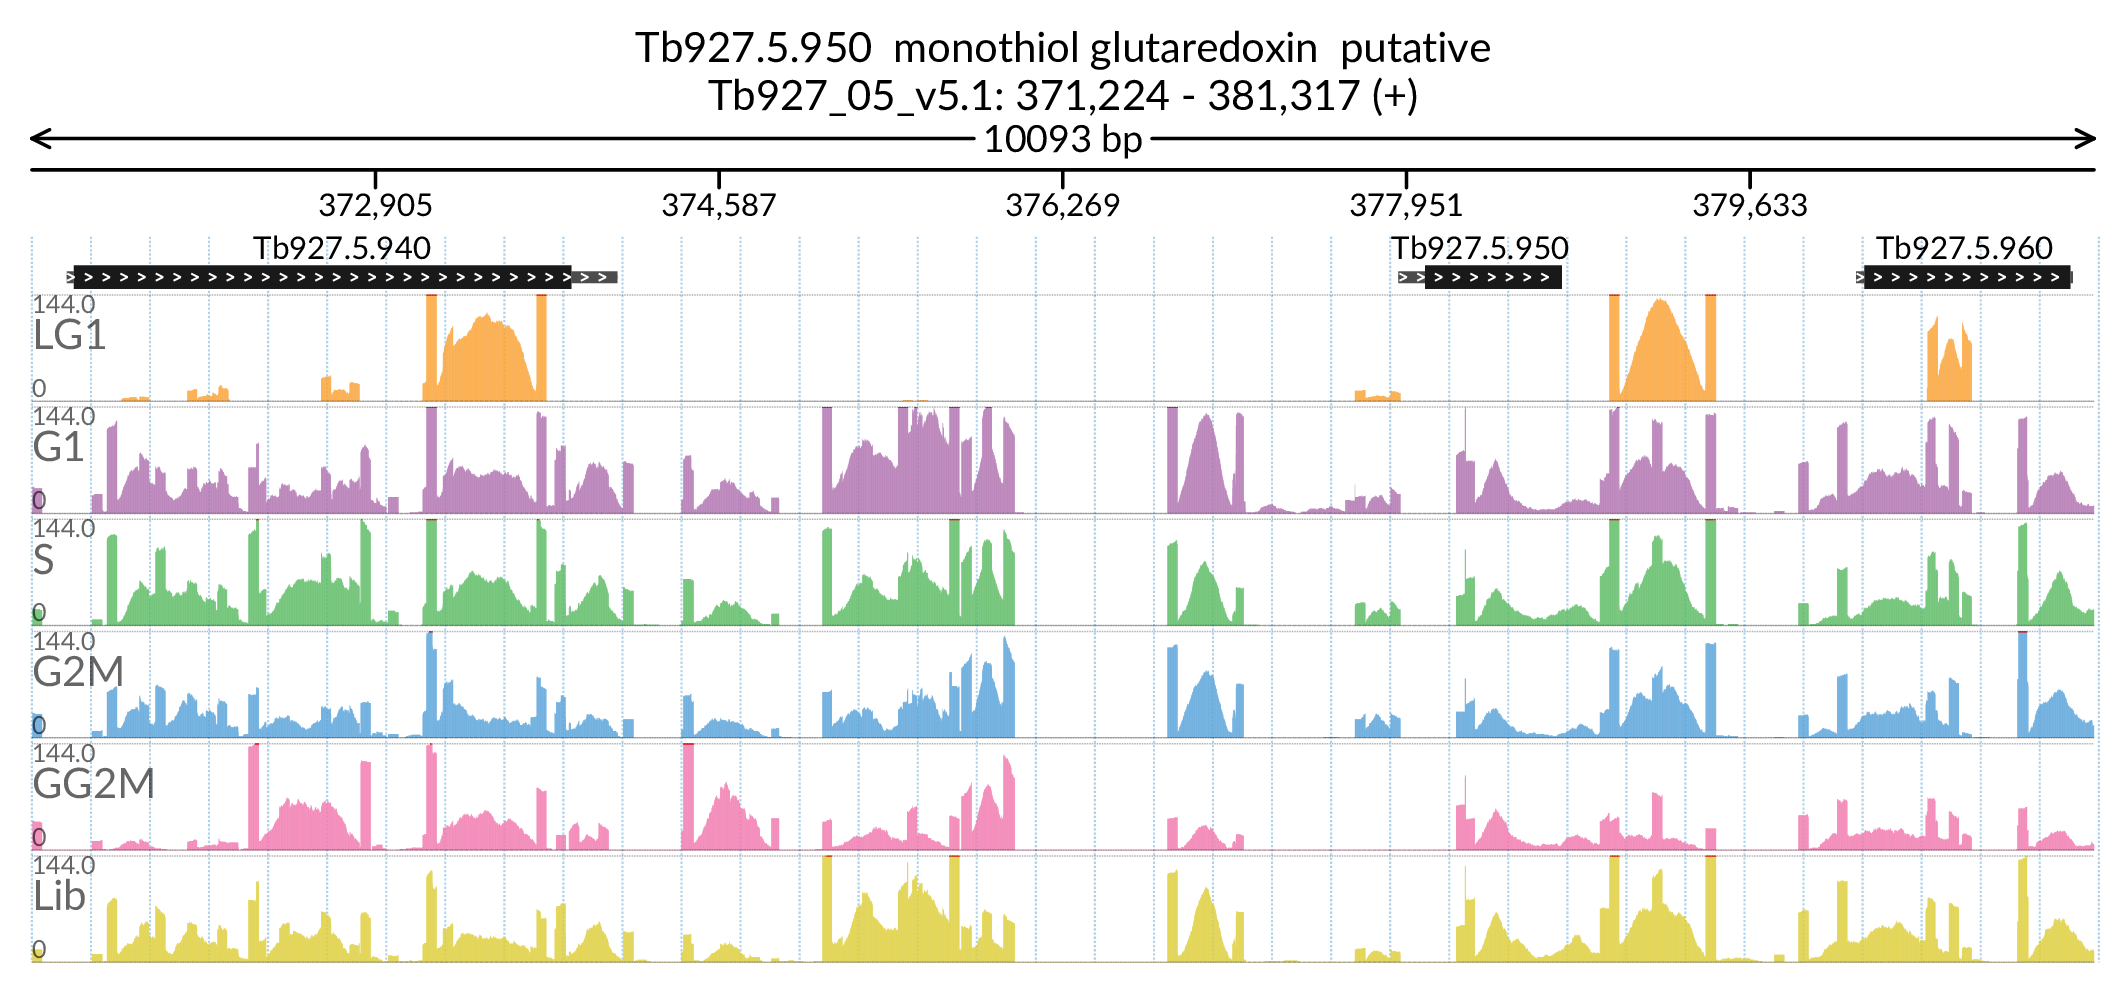 Tb927.5.950 monothiol glutaredoxin putative
Tb927_05_v5.1: 371,224 - 381,317 (+)
10093 bp
372,905 374,587 376,269 377,951 379,633
Tb927.5.940 Tb927.5.950 Tb927.5.960
144.0
LG1
0
144.0
G1
0
144.0
S
0
144.0
G2M
0
144.0
GG2M
0
144.0
Lib
0